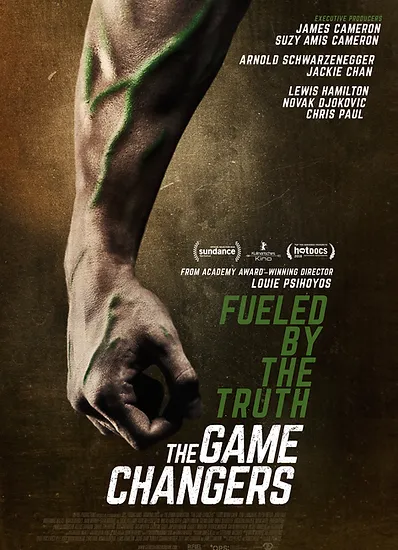 EXECUTIVE PRODUCERS
JAMES CAMERON
SUZY AMIS CAMERON
ARNOLD SCHWARZENEGGER
JACKIE CHAN
LEWIS HAMILTON
NOVAK DJOKOVIC
CHRIS PAUL
sundance
Kino
hotDocs
FROM ACADEMY AWARD-WINNING DIRECTOR
LOUIE PSIHOYOS
FUELED
BY
THE
TRUTH
THE GAME
CHANGERS